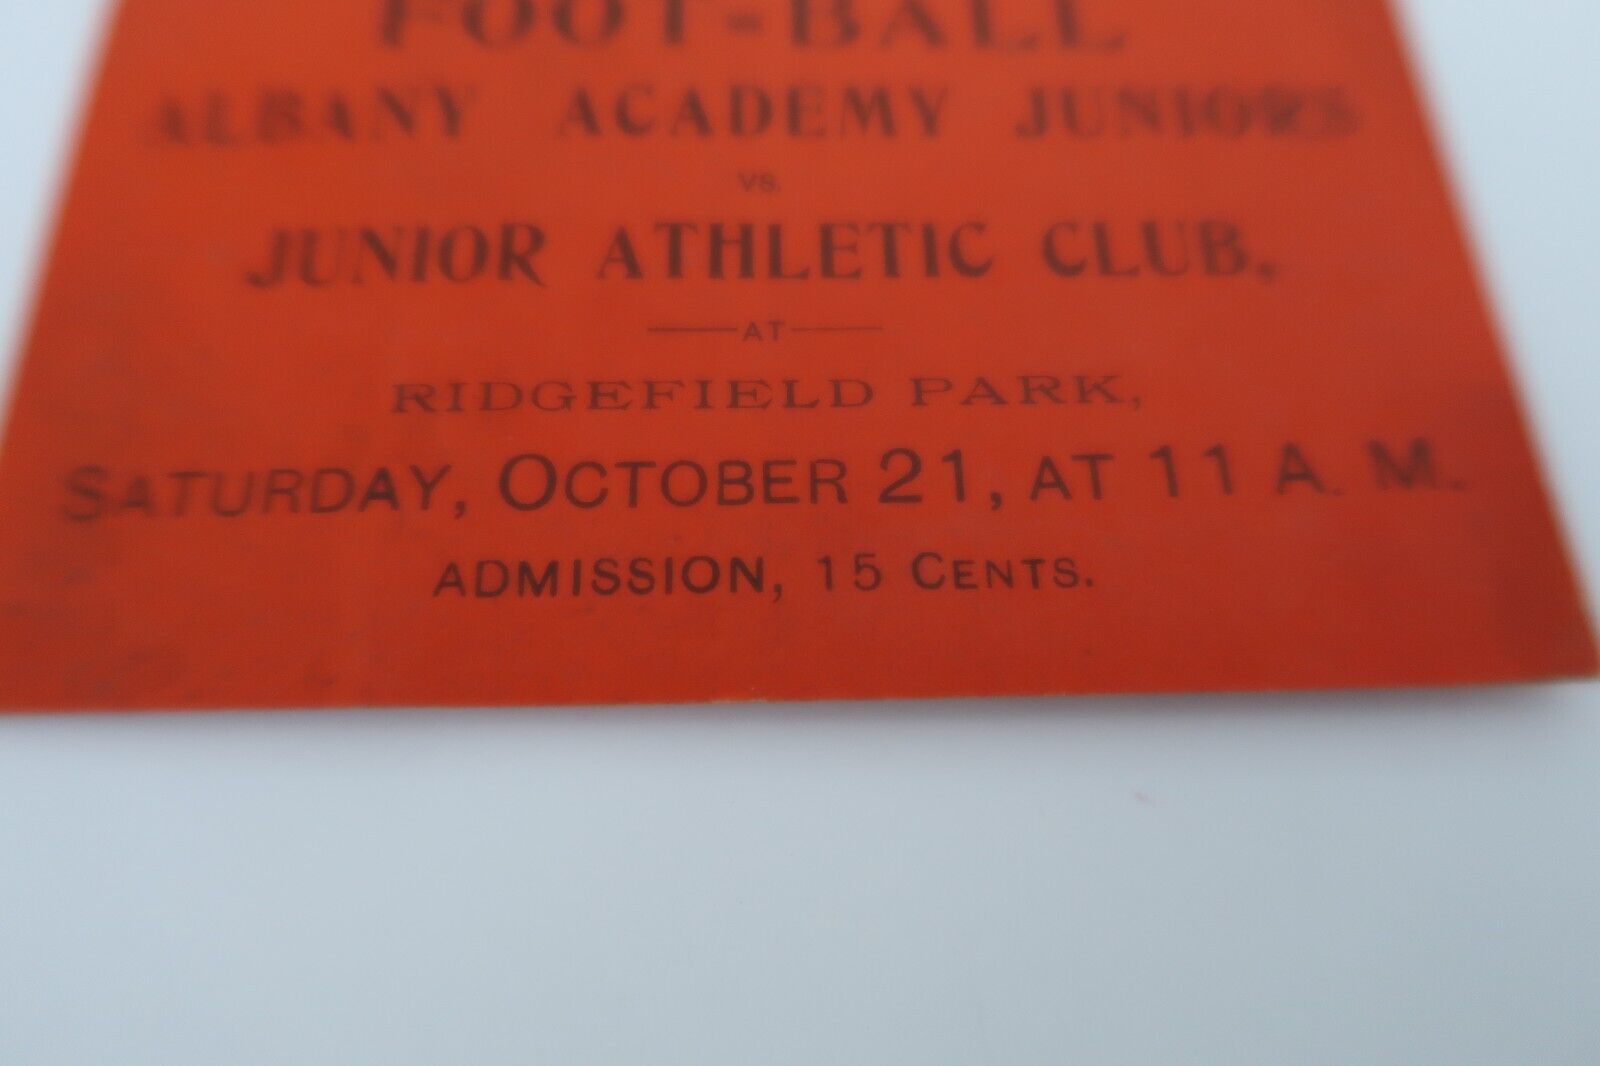 FOOT-BALL
ALBANY ACADEMY JUNIORS
VS.
JUNIOR ATHLETIC CLUB,
AT
RIDGEFIELD PARK,
SATURDAY, OCTOBER 21, AT 11 A. M.
ADMISSION, 15 CENTS.